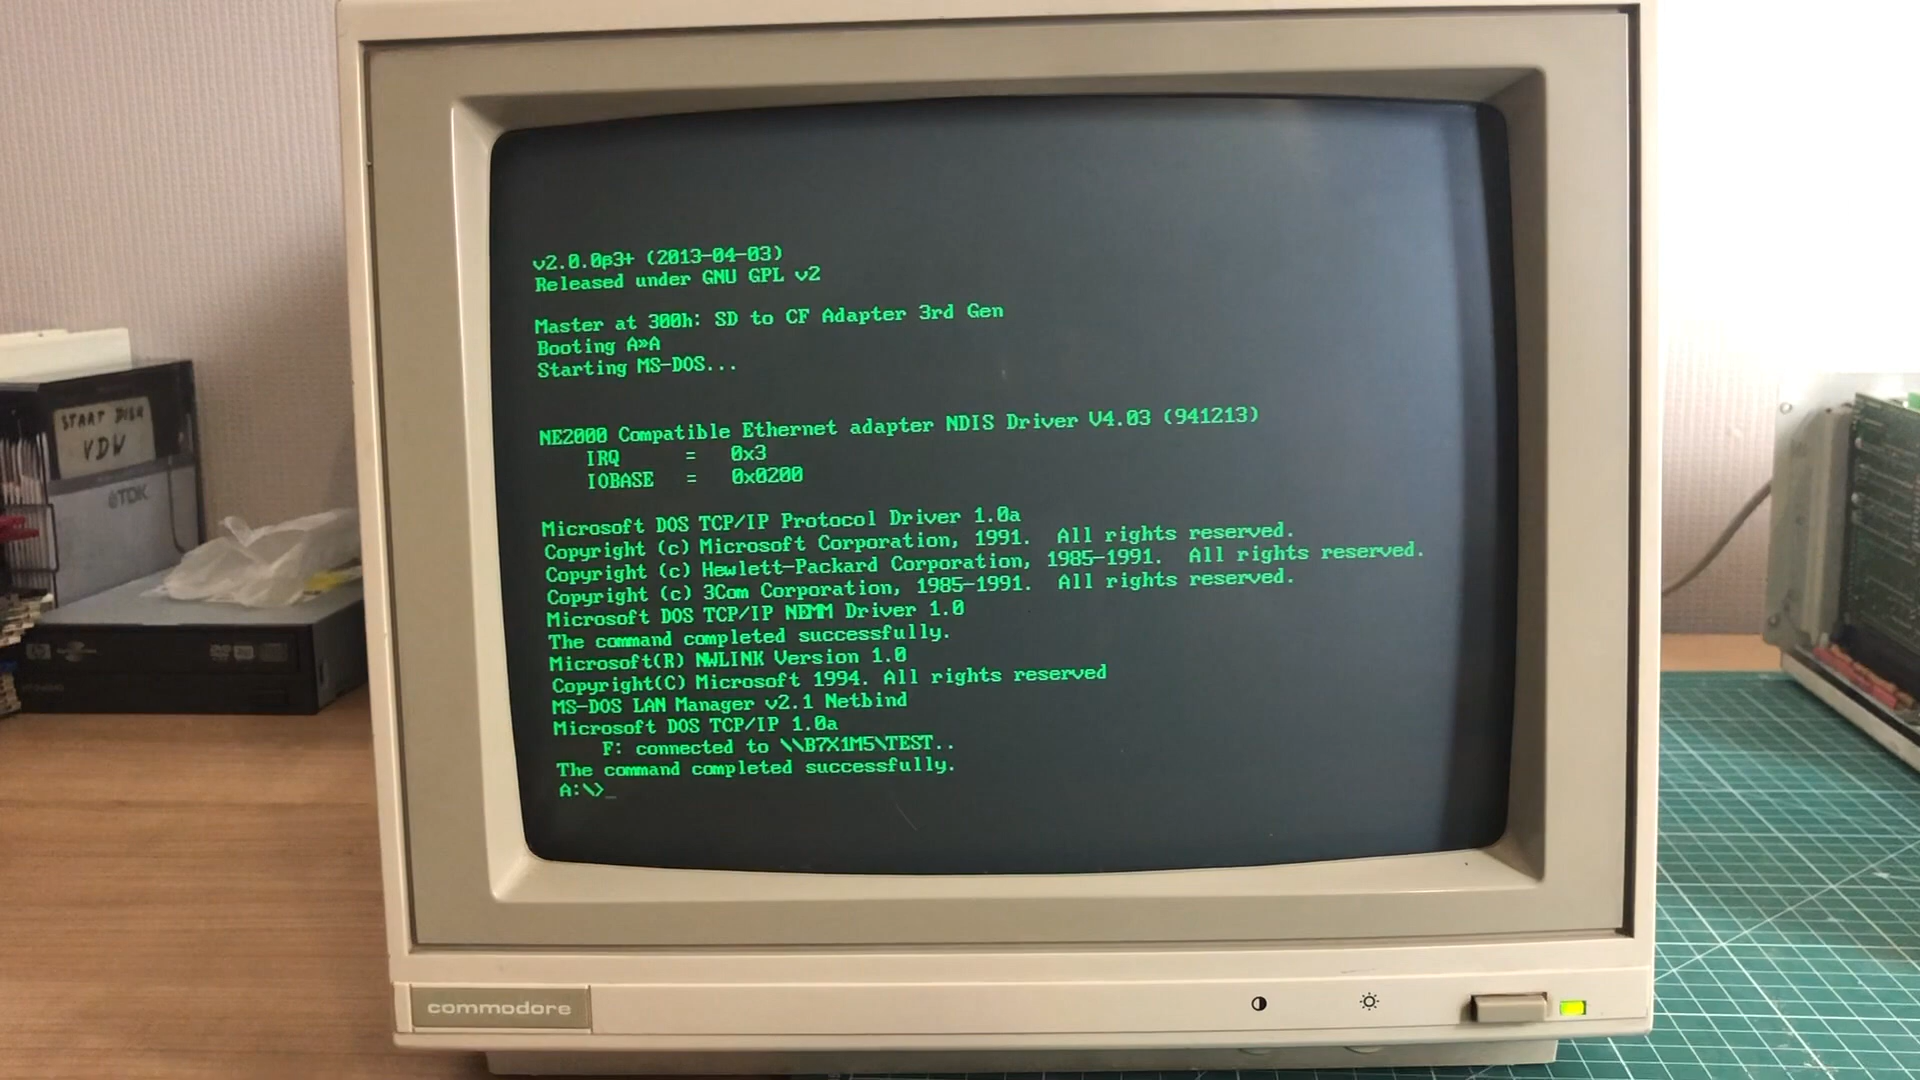 v2.0.0β3+ (2013-04-03)
Released under GNU GPL v2
Master at 300h: SD to CF Adapter 3rd Gen
Booting A»A
Starting MS-DOS...
NE2000 Compatible Ethernet adapter NDIS Driver V4.03 (941213)
IRQ = 0x3
IOBASE = 0x0200
Microsoft DOS TCP/IP Protocol Driver 1.0a
Copyright (c) Microsoft Corporation, 1991. All rights reserved.
Copyright (c) Hewlett-Packard Corporation, 1985-1991. All rights reserved.
Copyright (c) 3Com Corporation, 1985-1991. All rights reserved.
Microsoft DOS TCP/IP NEMM Driver 1.0
The command completed successfully.
Microsoft(R) NWLINK Version 1.0
Copyright(C) Microsoft 1994. All rights reserved
MS-DOS LAN Manager v2.1 Netbind
Microsoft DOS TCP/IP 1.0a
F: connected to \\B7X1M5\TEST..
The command completed successfully.
A:\>_
commodore
START DISK
VDW
TDK
hp